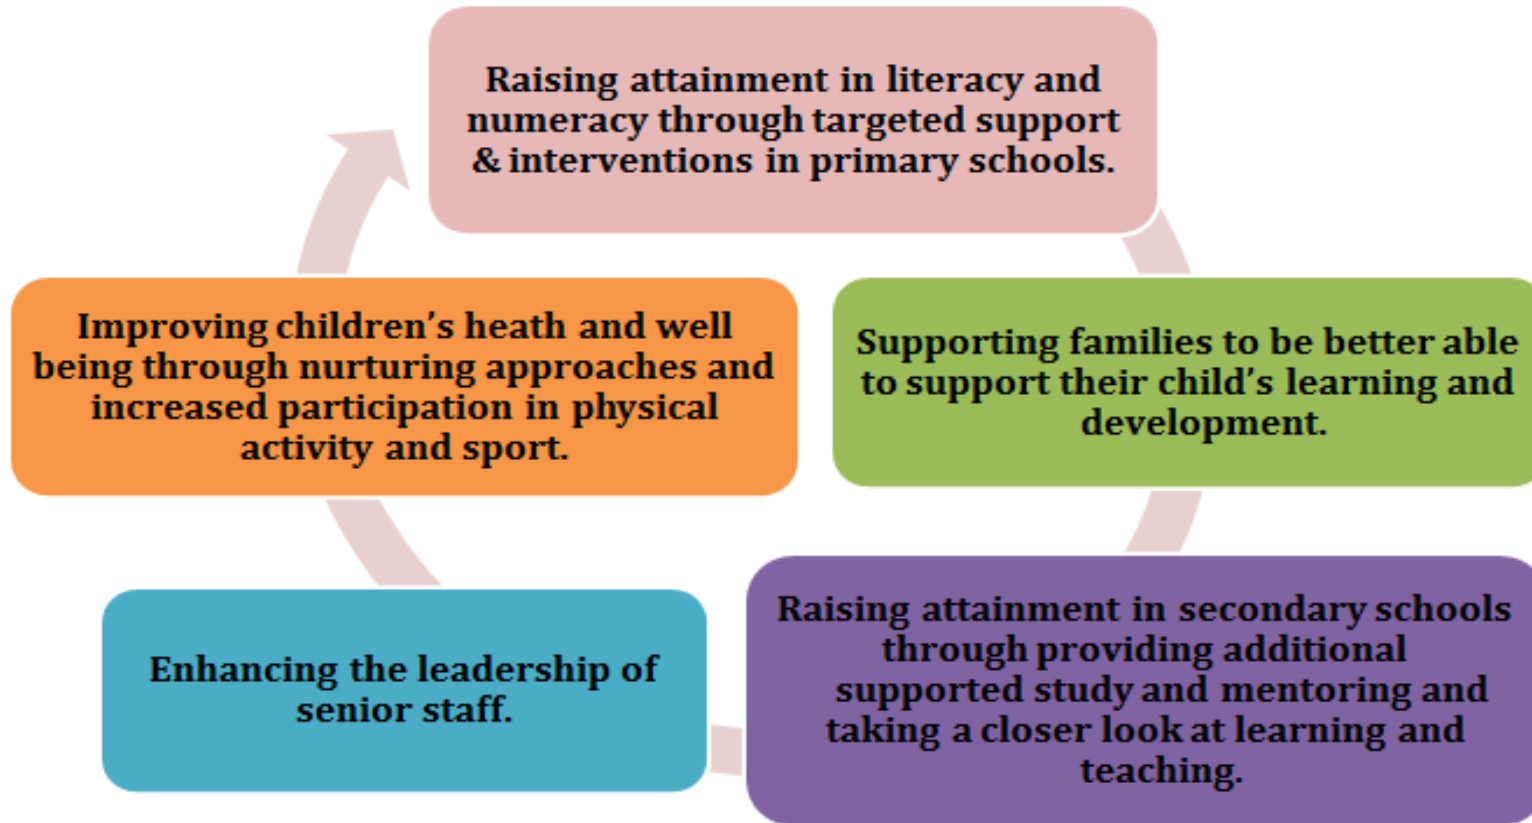 Raising attainment in literacy and
numeracy through targeted support
& interventions in primary schools.
Supporting families to be better able
to support their child’s learning and
development.
Raising attainment in secondary schools
through providing additional
supported study and mentoring and
taking a closer look at learning and
teaching.
Enhancing the leadership of
senior staff.
Improving children’s heath and well
being through nurturing approaches and
increased participation in physical
activity and sport.